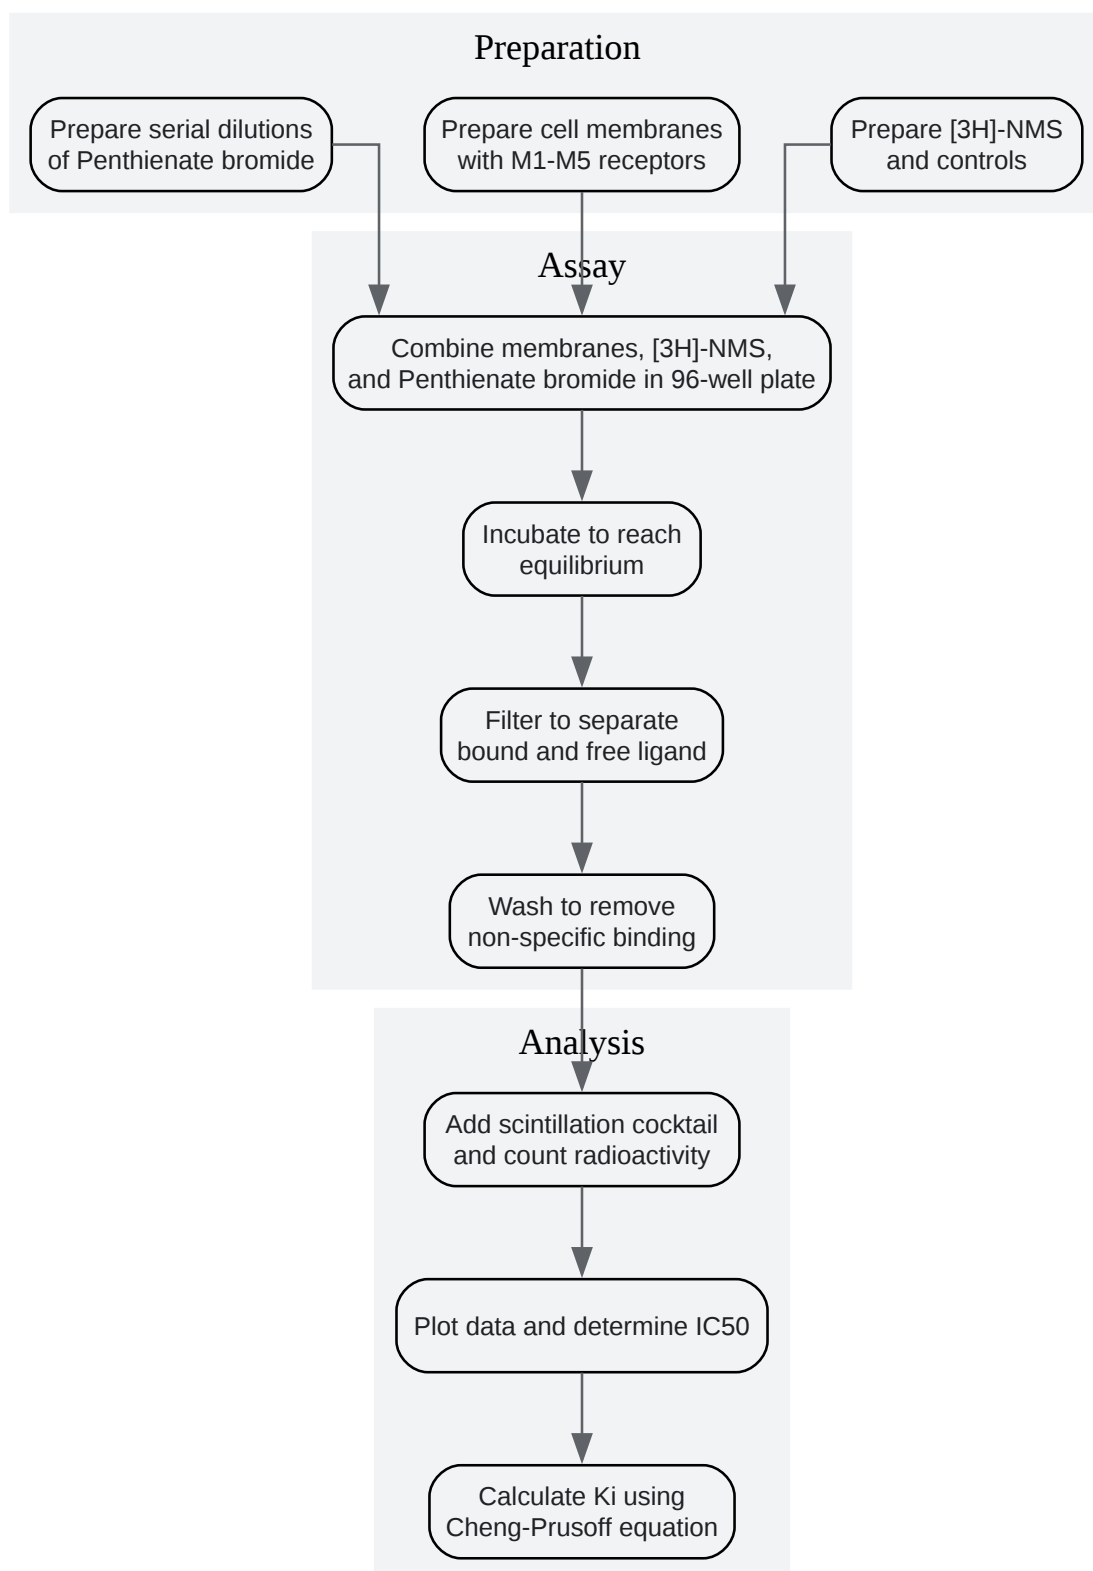 Preparation
Prepare serial dilutions
of Penthienate bromide
Prepare cell membranes
with M1-M5 receptors
Prepare [3H]-NMS
and controls
Assay
Combine membranes, [3H]-NMS,
and Penthienate bromide in 96-well plate
Incubate to reach
equilibrium
Filter to separate
bound and free ligand
Wash to remove
non-specific binding
Analysis
Add scintillation cocktail
and count radioactivity
Plot data and determine IC50
Calculate Ki using
Cheng-Prusoff equation